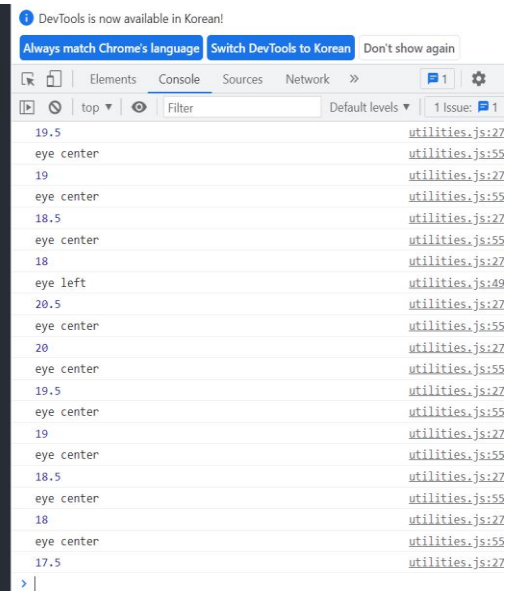 DevTools is now available in Korean!
Always match Chrome's language Switch DevTools to Korean Don't show again
Elements Console Sources Network » 1
top ▼ Filter Default levels ▼ 1 Issue: 1
19.5 utilities.js:27
eye center utilities.js:55
19 utilities.js:27
eye center utilities.js:55
18.5 utilities.js:27
eye center utilities.js:55
18 utilities.js:27
eye left utilities.js:49
20.5 utilities.js:27
eye center utilities.js:55
20 utilities.js:27
eye center utilities.js:55
19.5 utilities.js:27
eye center utilities.js:55
19 utilities.js:27
eye center utilities.js:55
18.5 utilities.js:27
eye center utilities.js:55
18 utilities.js:27
eye center utilities.js:55
17.5 utilities.js:27
>